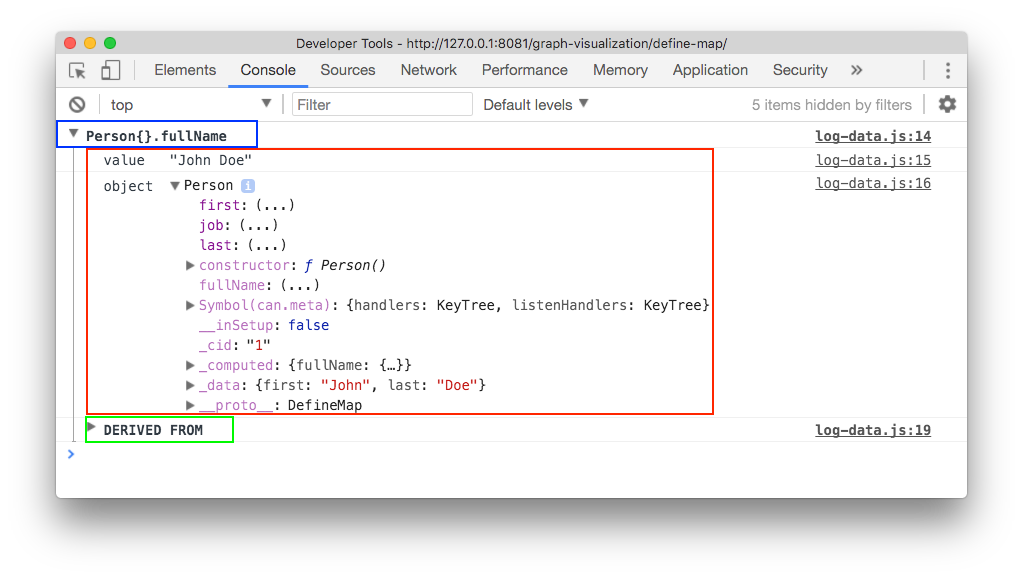 Developer Tools - http://127.0.0.1:8081/graph-visualization/define-map/
Elements Console Sources Network Performance Memory Application Security »
top ▼ Filter Default levels ▼ 5 items hidden by filters
▼ Person{}.fullName log-data.js:14
value "John Doe" log-data.js:15
object ▼ Person i log-data.js:16
first: (...)
job: (...)
last: (...)
▶ constructor: ƒ Person()
fullName: (...)
▶ Symbol(can.meta): {handlers: KeyTree, listenHandlers: KeyTree}
__inSetup: false
_cid: "1"
▶ _computed: {fullName: {…}}
▶ _data: {first: "John", last: "Doe"}
▶ __proto__: DefineMap
▶ DERIVED FROM log-data.js:19
>